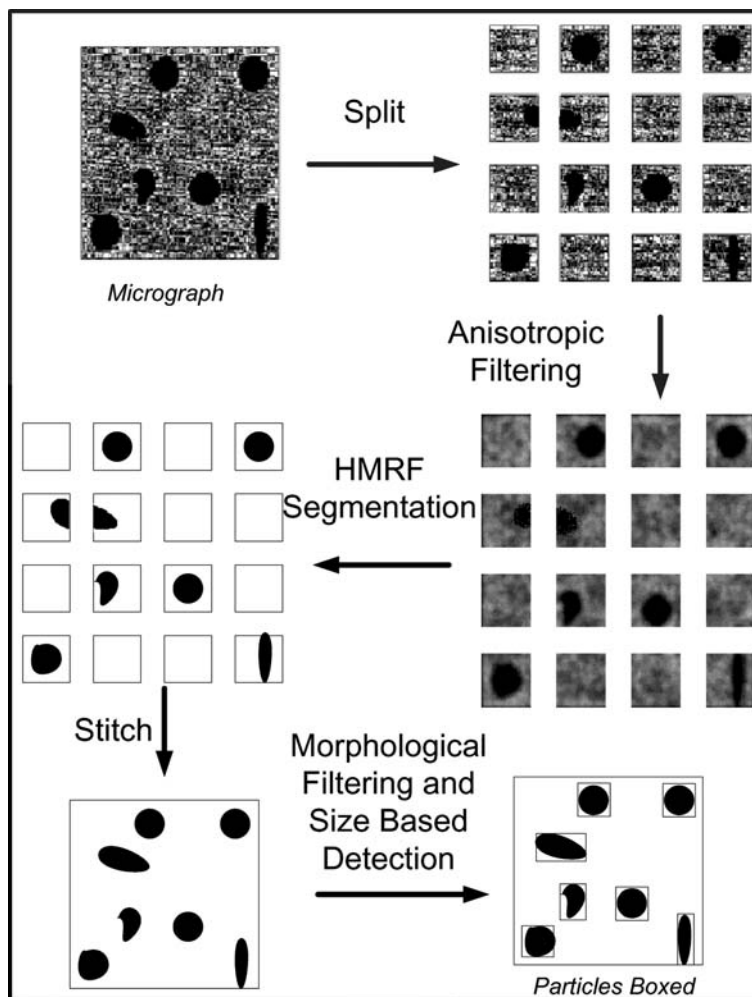 Split
Micrograph
Anisotropic
Filtering
HMRF
Segmentation
Stitch
Morphological
Filtering and
Size Based
Detection
Particles Boxed